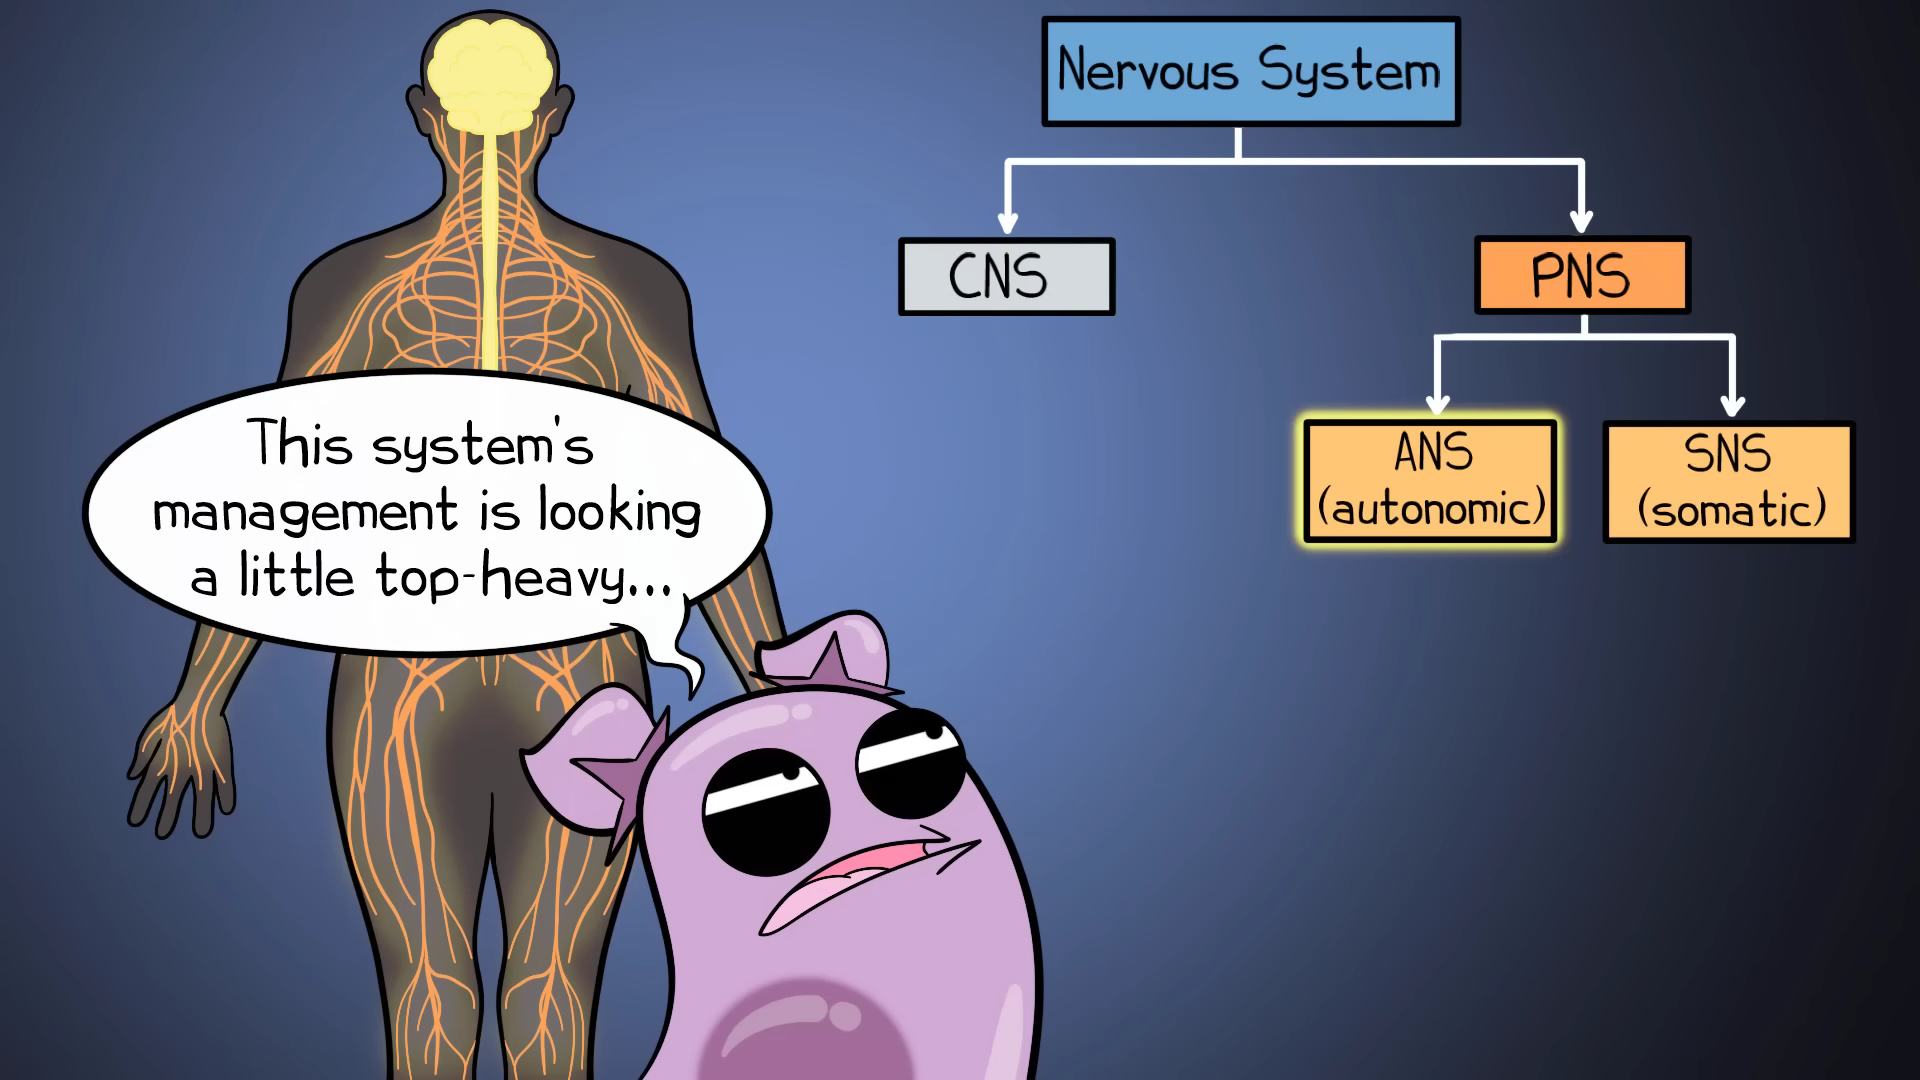 Nervous System
CNS
PNS
ANS
(autonomic)
SNS
(somatic)
This system's
management is looking
a little top-heavy...